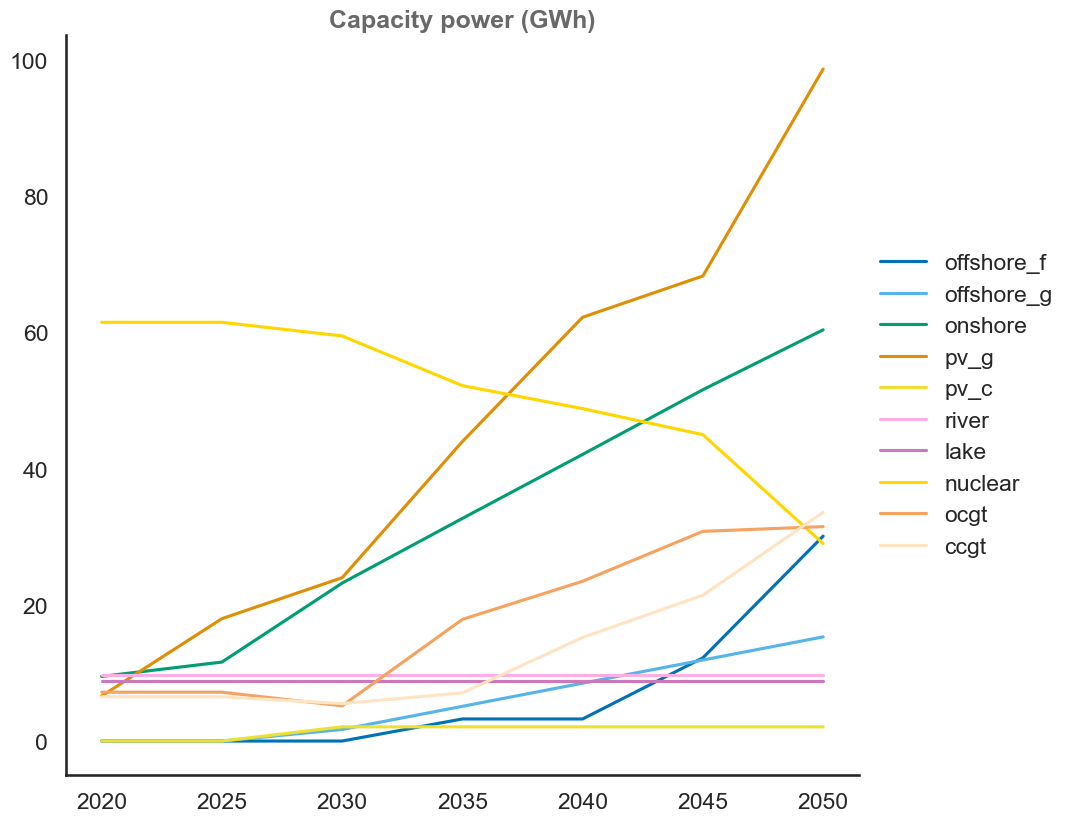 Capacity power (GWh)
100
80
60
40
20
0
2020 2025 2030 2035 2040 2045 2050
offshore_f
offshore_g
onshore
pv_g
pv_c
river
lake
nuclear
ocgt
ccgt